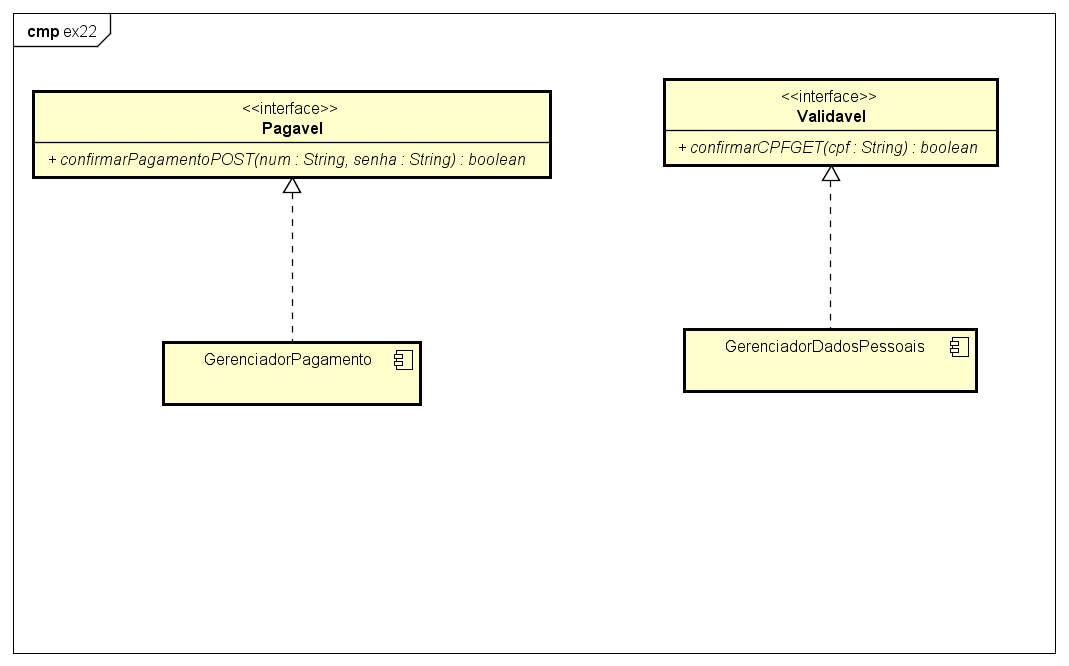 cmp ex22
<<interface>>
Pagavel
+ confirmarPagamentoPOST(num : String, senha : String) : boolean
<<interface>>
Validavel
+ confirmarCPFGET(cpf : String) : boolean
GerenciadorPagamento
GerenciadorDadosPessoais